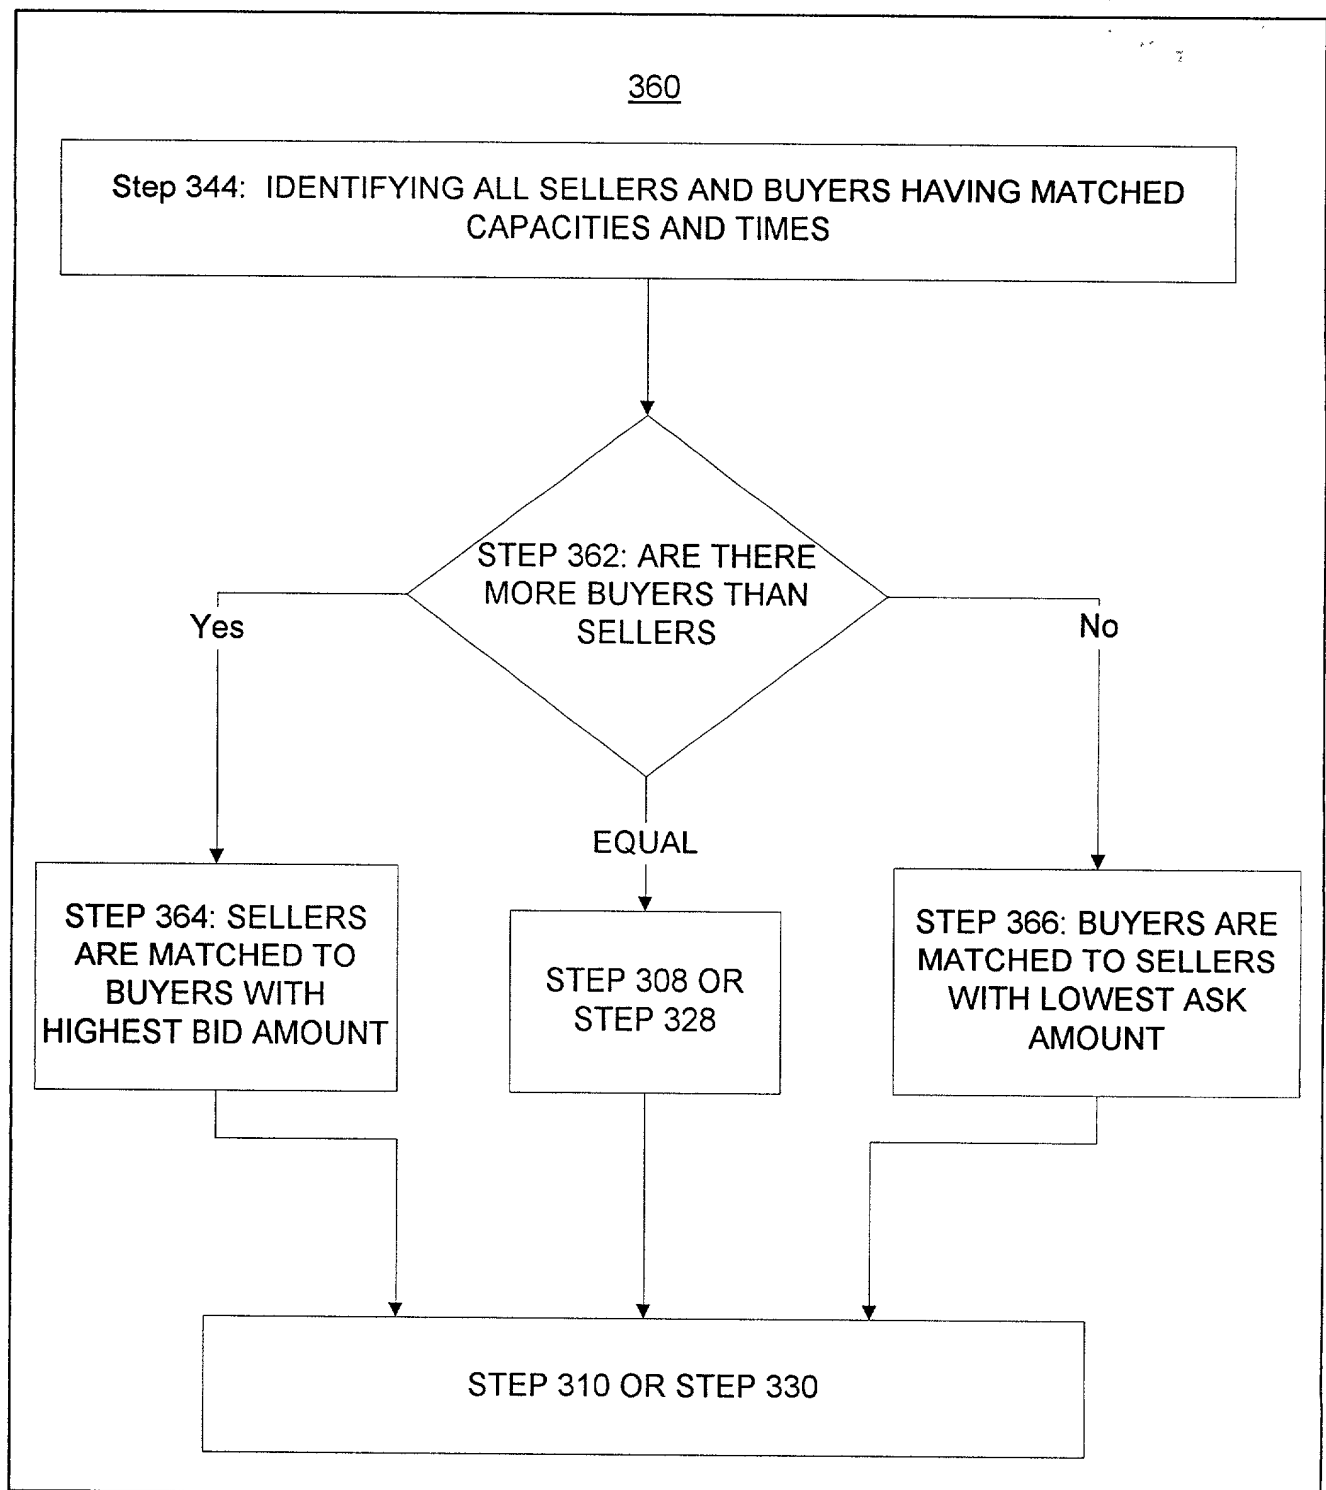 360
Step 344: IDENTIFYING ALL SELLERS AND BUYERS HAVING MATCHED
CAPACITIES AND TIMES
STEP 362: ARE THERE
MORE BUYERS THAN
SELLERS
Yes
No
EQUAL
STEP 364: SELLERS
ARE MATCHED TO
BUYERS WITH
HIGHEST BID AMOUNT
STEP 308 OR
STEP 328
STEP 366: BUYERS ARE
MATCHED TO SELLERS
WITH LOWEST ASK
AMOUNT
STEP 310 OR STEP 330